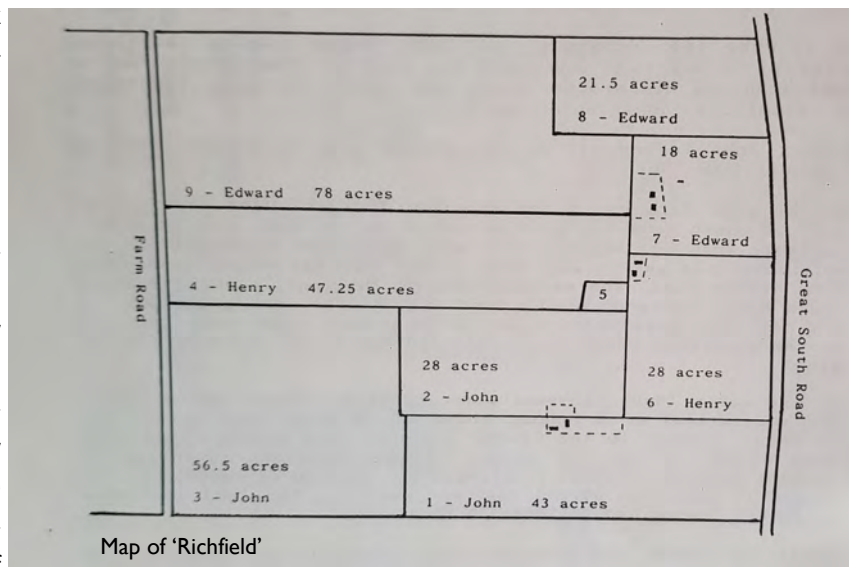 21.5 acres
8 - Edward
18 acres
-
9 - Edward 78 acres
7 - Edward
Farm Road
4 - Henry 47.25 acres
5
Great South Road
28 acres
2 - John
28 acres
6 - Henry
56.5 acres
3 - John
1 - John 43 acres
Map of ‘Richfield’